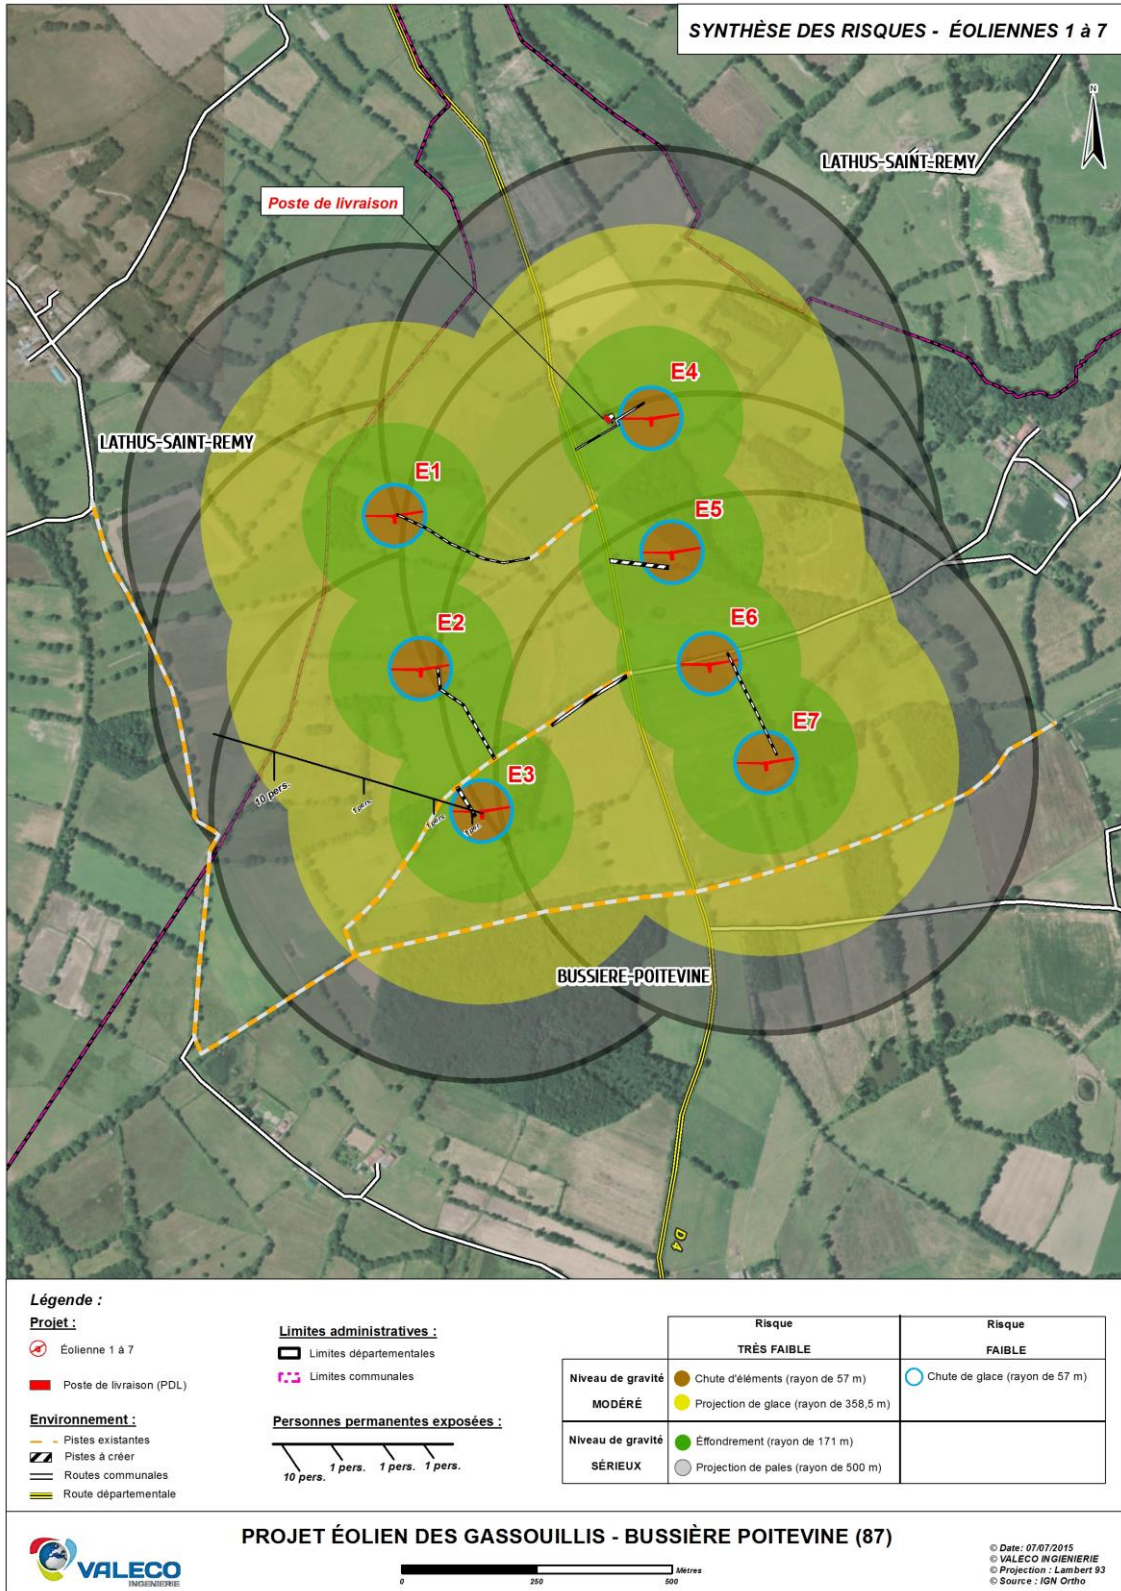 SYNTHÈSE DES RISQUES - ÉOLIENNES 1 à 7
N
LATHUS-SAINT-REMY
Poste de livraison
E4
LATHUS-SAINT-REMY
E1
E5
E2
E6
E7
E3
10 pers.
1 pers.
1 pers.
1 per.
BUSSIERE-POITEVINE
D 4
Légende :
Projet :
Éolienne 1 à 7
Poste de livraison (PDL)
Environnement :
Pistes existantes
Pistes à créer
Routes communales
Route départementale
Limites administratives :
Limites départementales
Limites communales
Personnes permanentes exposées :
10 pers.
1 pers.
1 pers.
1 pers.
Risque
TRÈS FAIBLE
Risque
FAIBLE
Niveau de gravité
MODÉRÉ
Chute d'éléments (rayon de 57 m)
Projection de glace (rayon de 358,5 m)
Chute de glace (rayon de 57 m)
Niveau de gravité
SÉRIEUX
Éffondrement (rayon de 171 m)
Projection de pales (rayon de 500 m)
VALECO
INGENIERIE
PROJET ÉOLIEN DES GASSOUILLIS - BUSSIÈRE POITEVINE (87)
Mètres
0 250 500
© Date: 07/07/2015
© VALECO INGIENIERIE
© Projection : Lambert 93
© Source : IGN Ortho